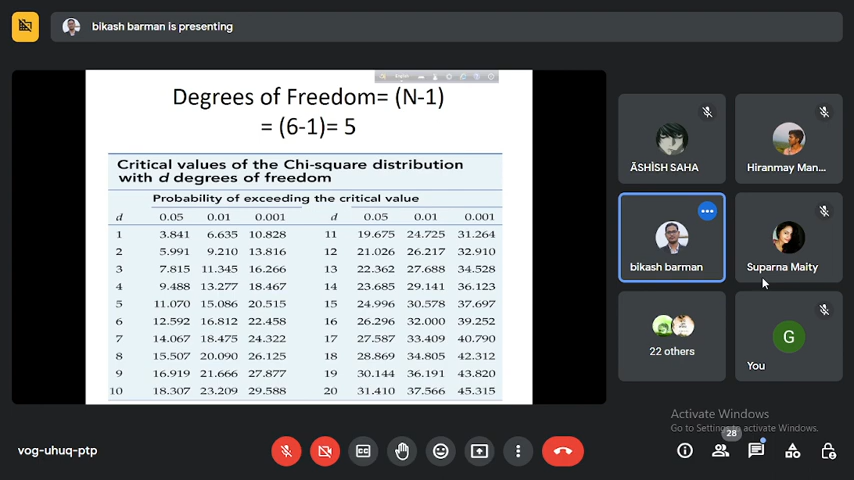 bikash barman is presenting
English
Degrees of Freedom= (N-1)
= (6-1)= 5
Critical values of the Chi-square distribution
with d degrees of freedom
Probability of exceeding the critical value
d 0.05 0.01 0.001 d 0.05 0.01 0.001
1 3.841 6.635 10.828 11 19.675 24.725 31.264
2 5.991 9.210 13.816 12 21.026 26.217 32.910
3 7.815 11.345 16.266 13 22.362 27.688 34.528
4 9.488 13.277 18.467 14 23.685 29.141 36.123
5 11.070 15.086 20.515 15 24.996 30.578 37.697
6 12.592 16.812 22.458 16 26.296 32.000 39.252
7 14.067 18.475 24.322 17 27.587 33.409 40.790
8 15.507 20.090 26.125 18 28.869 34.805 42.312
9 16.919 21.666 27.877 19 30.144 36.191 43.820
10 18.307 23.209 29.588 20 31.410 37.566 45.315
ĀSHÌSH SAHA
Hiranmay Man...
bikash barman
Suparna Maity
22 others
G
You
Activate Windows
Go to Settings to activate Windows.
vog-uhuq-ptp
28